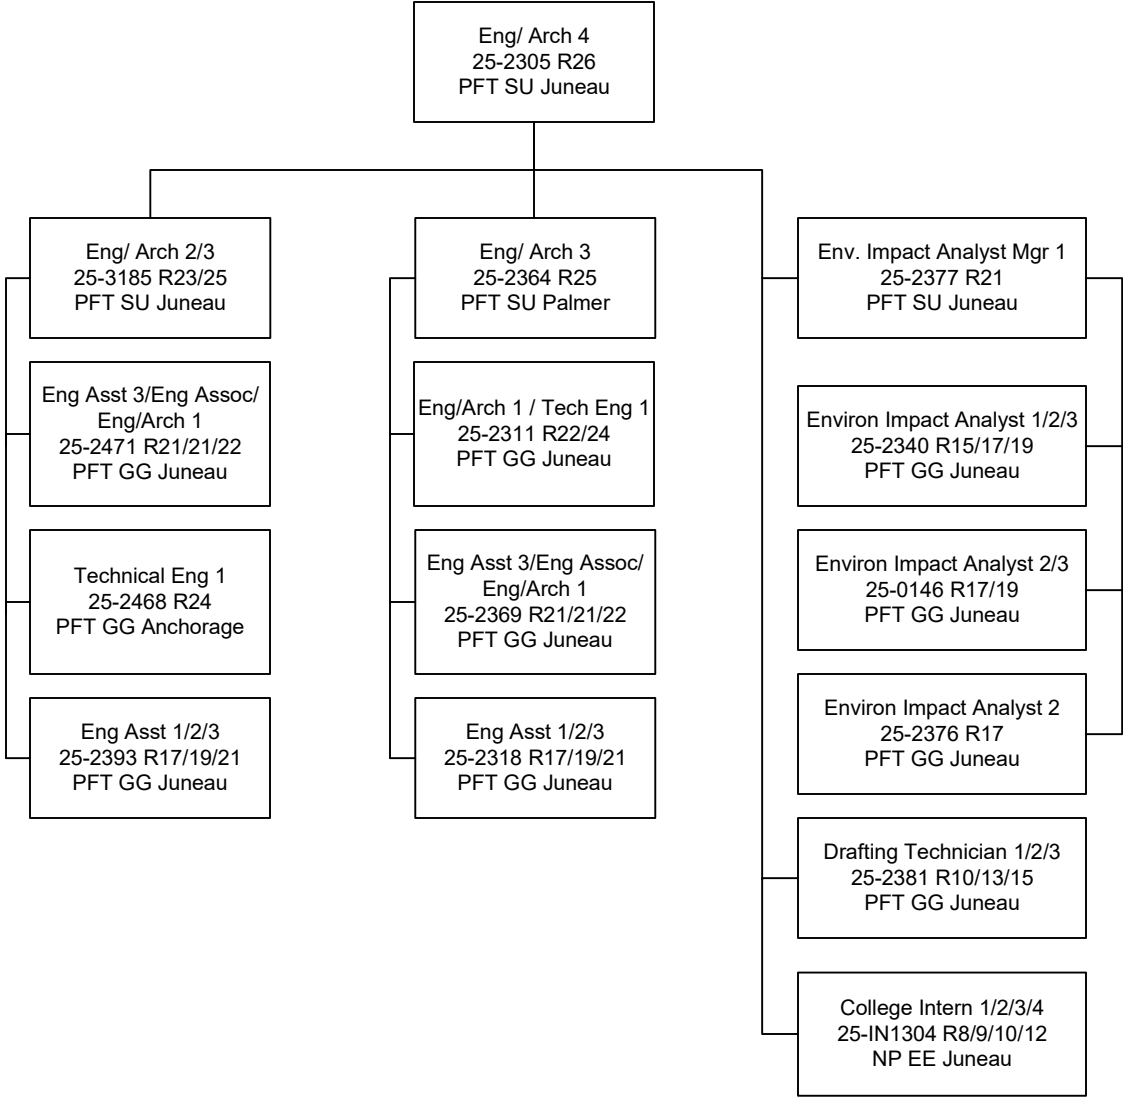 Eng/ Arch 4
25-2305 R26
PFT SU Juneau
Eng/ Arch 2/3
25-3185 R23/25
PFT SU Juneau
Eng Asst 3/Eng Assoc/
Eng/Arch 1
25-2471 R21/21/22
PFT GG Juneau
Technical Eng 1
25-2468 R24
PFT GG Anchorage
Eng Asst 1/2/3
25-2393 R17/19/21
PFT GG Juneau
Eng/ Arch 3
25-2364 R25
PFT SU Palmer
Eng/Arch 1 / Tech Eng 1
25-2311 R22/24
PFT GG Juneau
Eng Asst 3/Eng Assoc/
Eng/Arch 1
25-2369 R21/21/22
PFT GG Juneau
Eng Asst 1/2/3
25-2318 R17/19/21
PFT GG Juneau
Env. Impact Analyst Mgr 1
25-2377 R21
PFT SU Juneau
Environ Impact Analyst 1/2/3
25-2340 R15/17/19
PFT GG Juneau
Environ Impact Analyst 2/3
25-0146 R17/19
PFT GG Juneau
Environ Impact Analyst 2
25-2376 R17
PFT GG Juneau
Drafting Technician 1/2/3
25-2381 R10/13/15
PFT GG Juneau
College Intern 1/2/3/4
25-IN1304 R8/9/10/12
NP EE Juneau